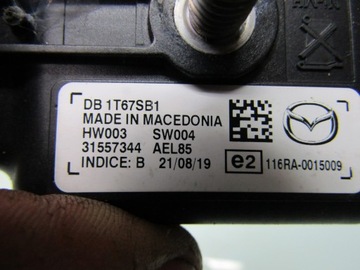 DB 1T67SB1
MADE IN MACEDONIA
HW003 SW004
31557344 AEL85
INDICE: B 21/08/19
e2 116RA-0015009